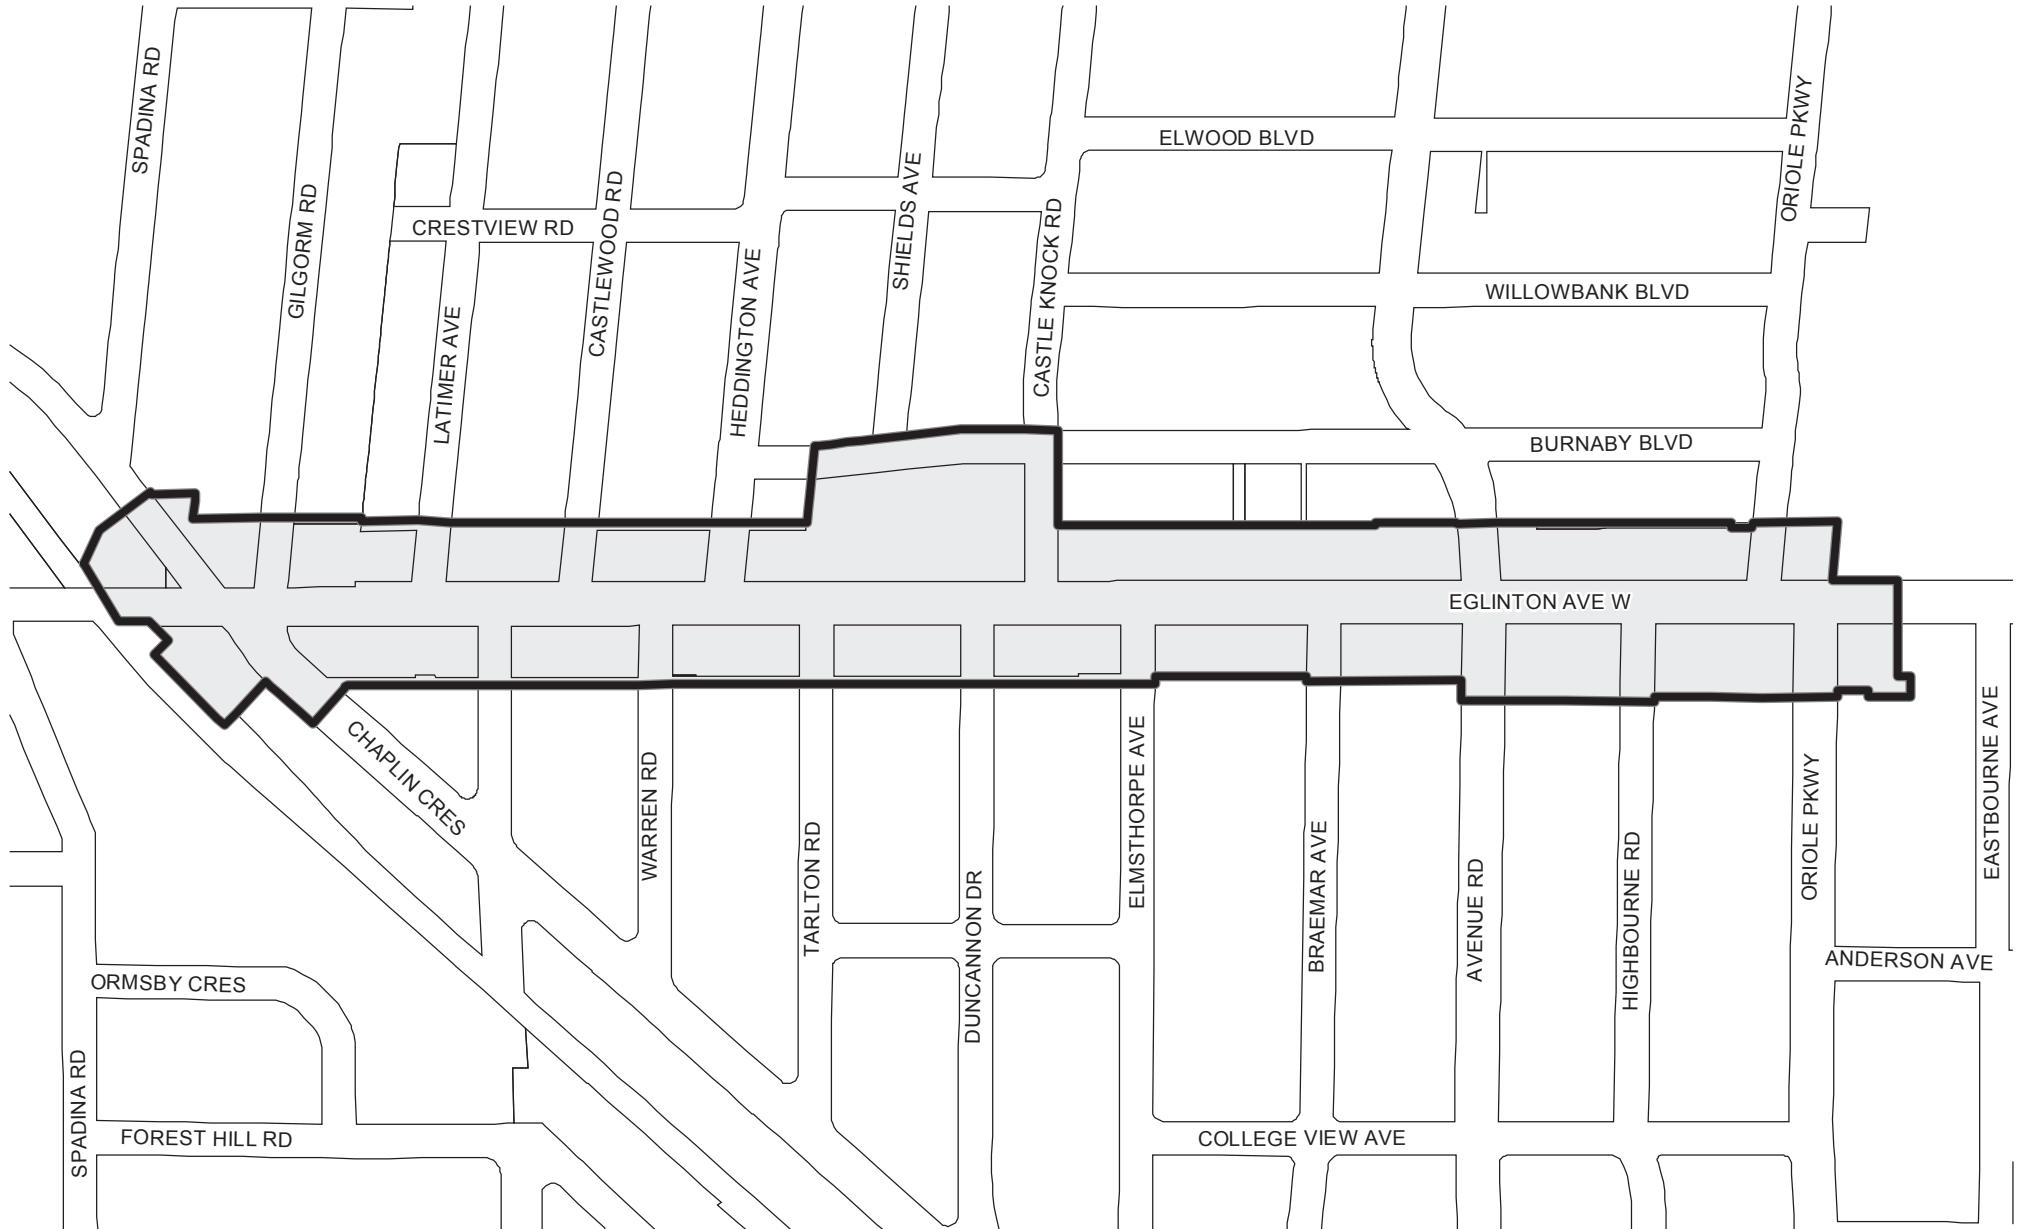 SPADINA RD
GILGORM RD
CRESTVIEW RD
LATIMER AVE
CASTLEWOOD RD
HEDDINGTON AVE
SHIELDS AVE
CASTLE KNOCK RD
ELWOOD BLVD
ORIOLE PKWY
WILLOWBANK BLVD
BURNABY BLVD
EGLINTON AVE W
CHAPLIN CRES
WARREN RD
TARLTON RD
DUNCANNON DR
ELMSTHORPE AVE
BRAEMAR AVE
AVENUE RD
HIGHBOURNE RD
ORIOLE PKWY
EASTBOURNE AVE
ANDERSON AVE
ORMSBY CRES
SPADINA RD
FOREST HILL RD
COLLEGE VIEW AVE